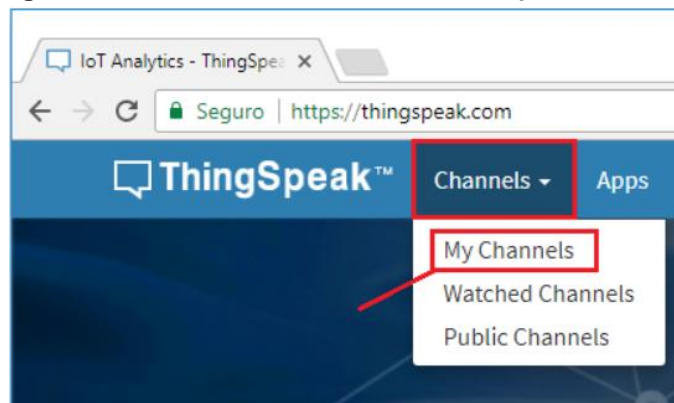 IoT Analytics - ThingSpea
Seguro | https://thingspeak.com
ThingSpeak™ Channels Apps
My Channels
Watched Channels
Public Channels